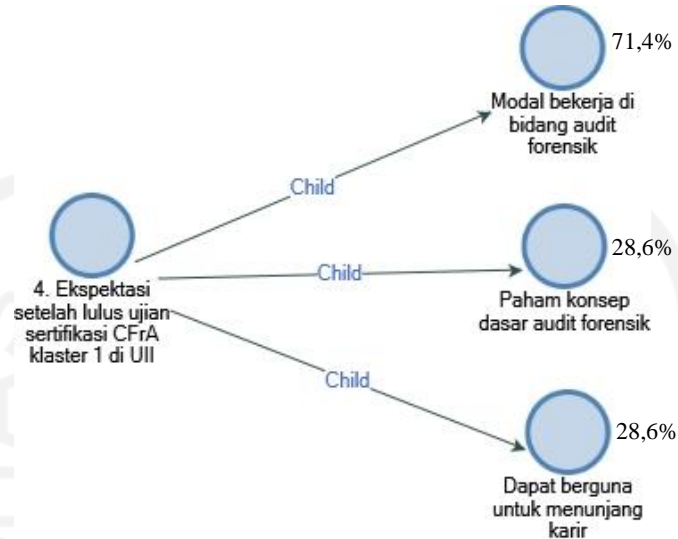 71,4%
Modal bekerja di
bidang audit
forensik
Child
4. Ekspektasi
setelah lulus ujian
sertifikasi CFrA
klaster 1 di UII
Child
28,6%
Paham konsep
dasar audit forensik
Child
28,6%
Dapat berguna
untuk menunjang
karir